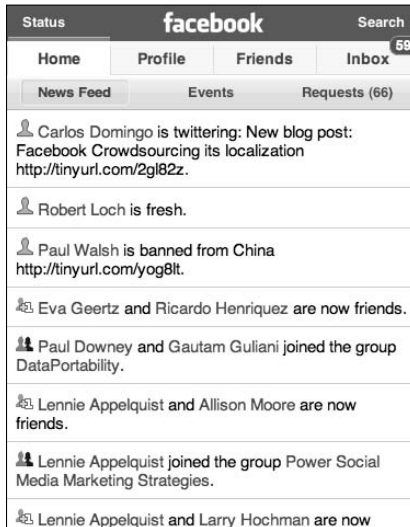 Status facebook Search
Home Profile Friends Inbox 59
News Feed Events Requests (66)
Carlos Domingo is twittering: New blog post:
Facebook Crowdsourcing its localization
http://tinyurl.com/2gl82z.
Robert Loch is fresh.
Paul Walsh is banned from China
http://tinyurl.com/yog8lt.
Eva Geertz and Ricardo Henriquez are now friends.
Paul Downey and Gautam Guliani joined the group
DataPortability.
Lennie Appelquist and Allison Moore are now
friends.
Lennie Appelquist joined the group Power Social
Media Marketing Strategies.
Lennie Appelquist and Larry Hochman are now